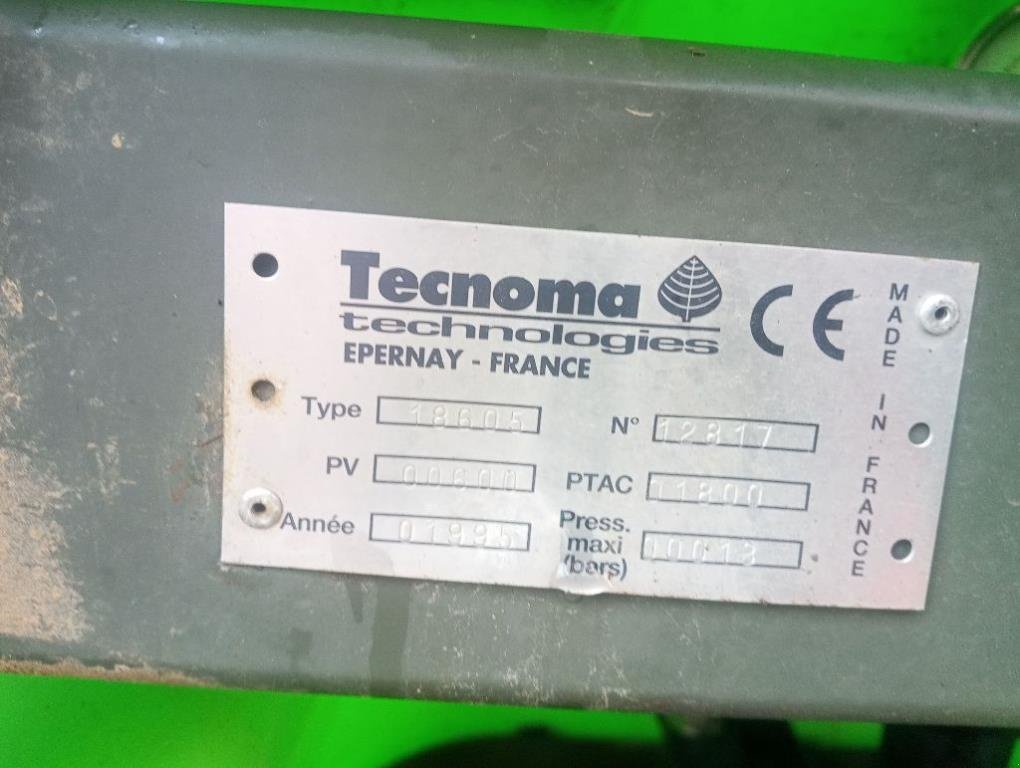 Tecnoma
technologies
EPERNAY - FRANCE
CE
MADE IN FRANCE
Type 18605
N° 12817
PV 00600
PTAC 11800
Année 01995
Press. maxi (bars) 00013